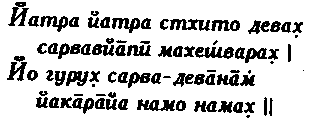 Йатра йатра стхито девах̣
сарвавйа̄пӣ махеш́варах̣ |
Йо гурух̣ сарва-дева̄на̄м̇
йака̄ра̄йа намо намах̣ ||